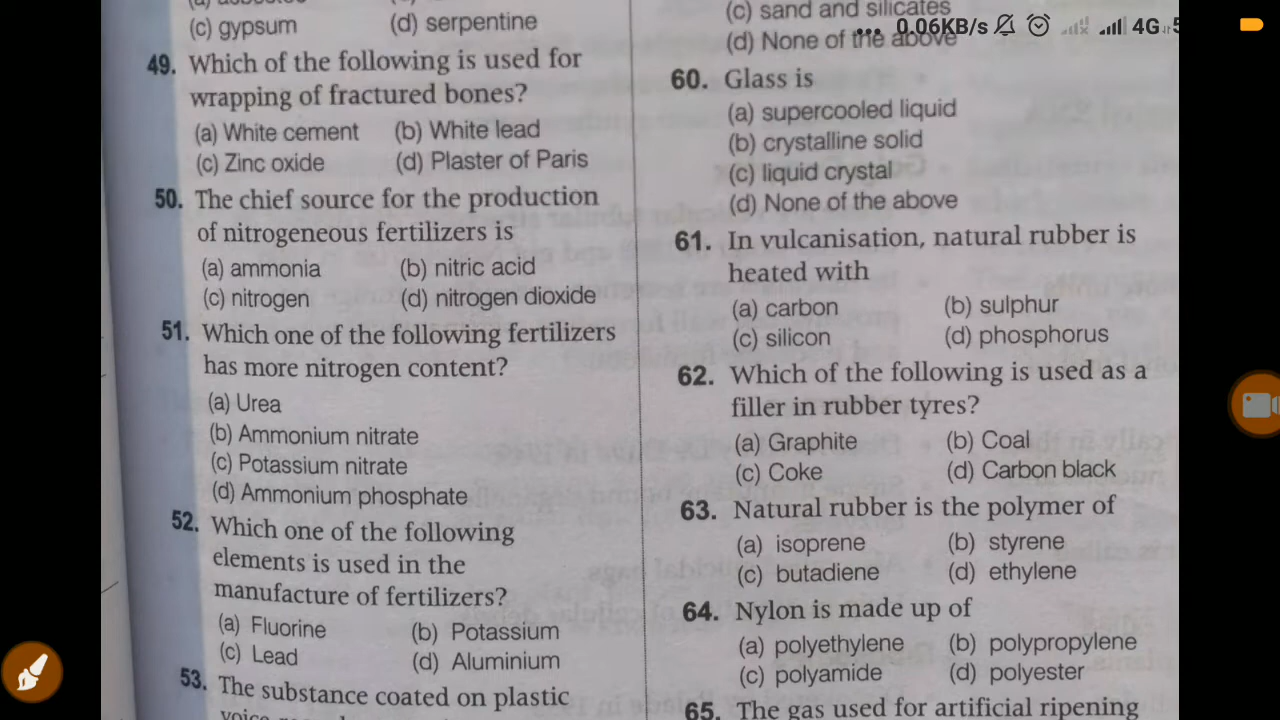 (c) gypsum (d) serpentine
49. Which of the following is used for
wrapping of fractured bones?
(a) White cement (b) White lead
(c) Zinc oxide (d) Plaster of Paris
50. The chief source for the production
of nitrogeneous fertilizers is
(a) ammonia (b) nitric acid
(c) nitrogen (d) nitrogen dioxide
51. Which one of the following fertilizers
has more nitrogen content?
(a) Urea
(b) Ammonium nitrate
(c) Potassium nitrate
(d) Ammonium phosphate
52. Which one of the following
elements is used in the
manufacture of fertilizers?
(a) Fluorine (b) Potassium
(c) Lead (d) Aluminium
53. The substance coated on plastic
(c) sand and silicates
0.06KB/s 4G
(d) None of the above
60. Glass is
(a) supercooled liquid
(b) crystalline solid
(c) liquid crystal
(d) None of the above
61. In vulcanisation, natural rubber is
heated with
(a) carbon (b) sulphur
(c) silicon (d) phosphorus
62. Which of the following is used as a
filler in rubber tyres?
(a) Graphite (b) Coal
(c) Coke (d) Carbon black
63. Natural rubber is the polymer of
(a) isoprene (b) styrene
(c) butadiene (d) ethylene
64. Nylon is made up of
(a) polyethylene (b) polypropylene
(c) polyamide (d) polyester
65. The gas used for artificial ripening